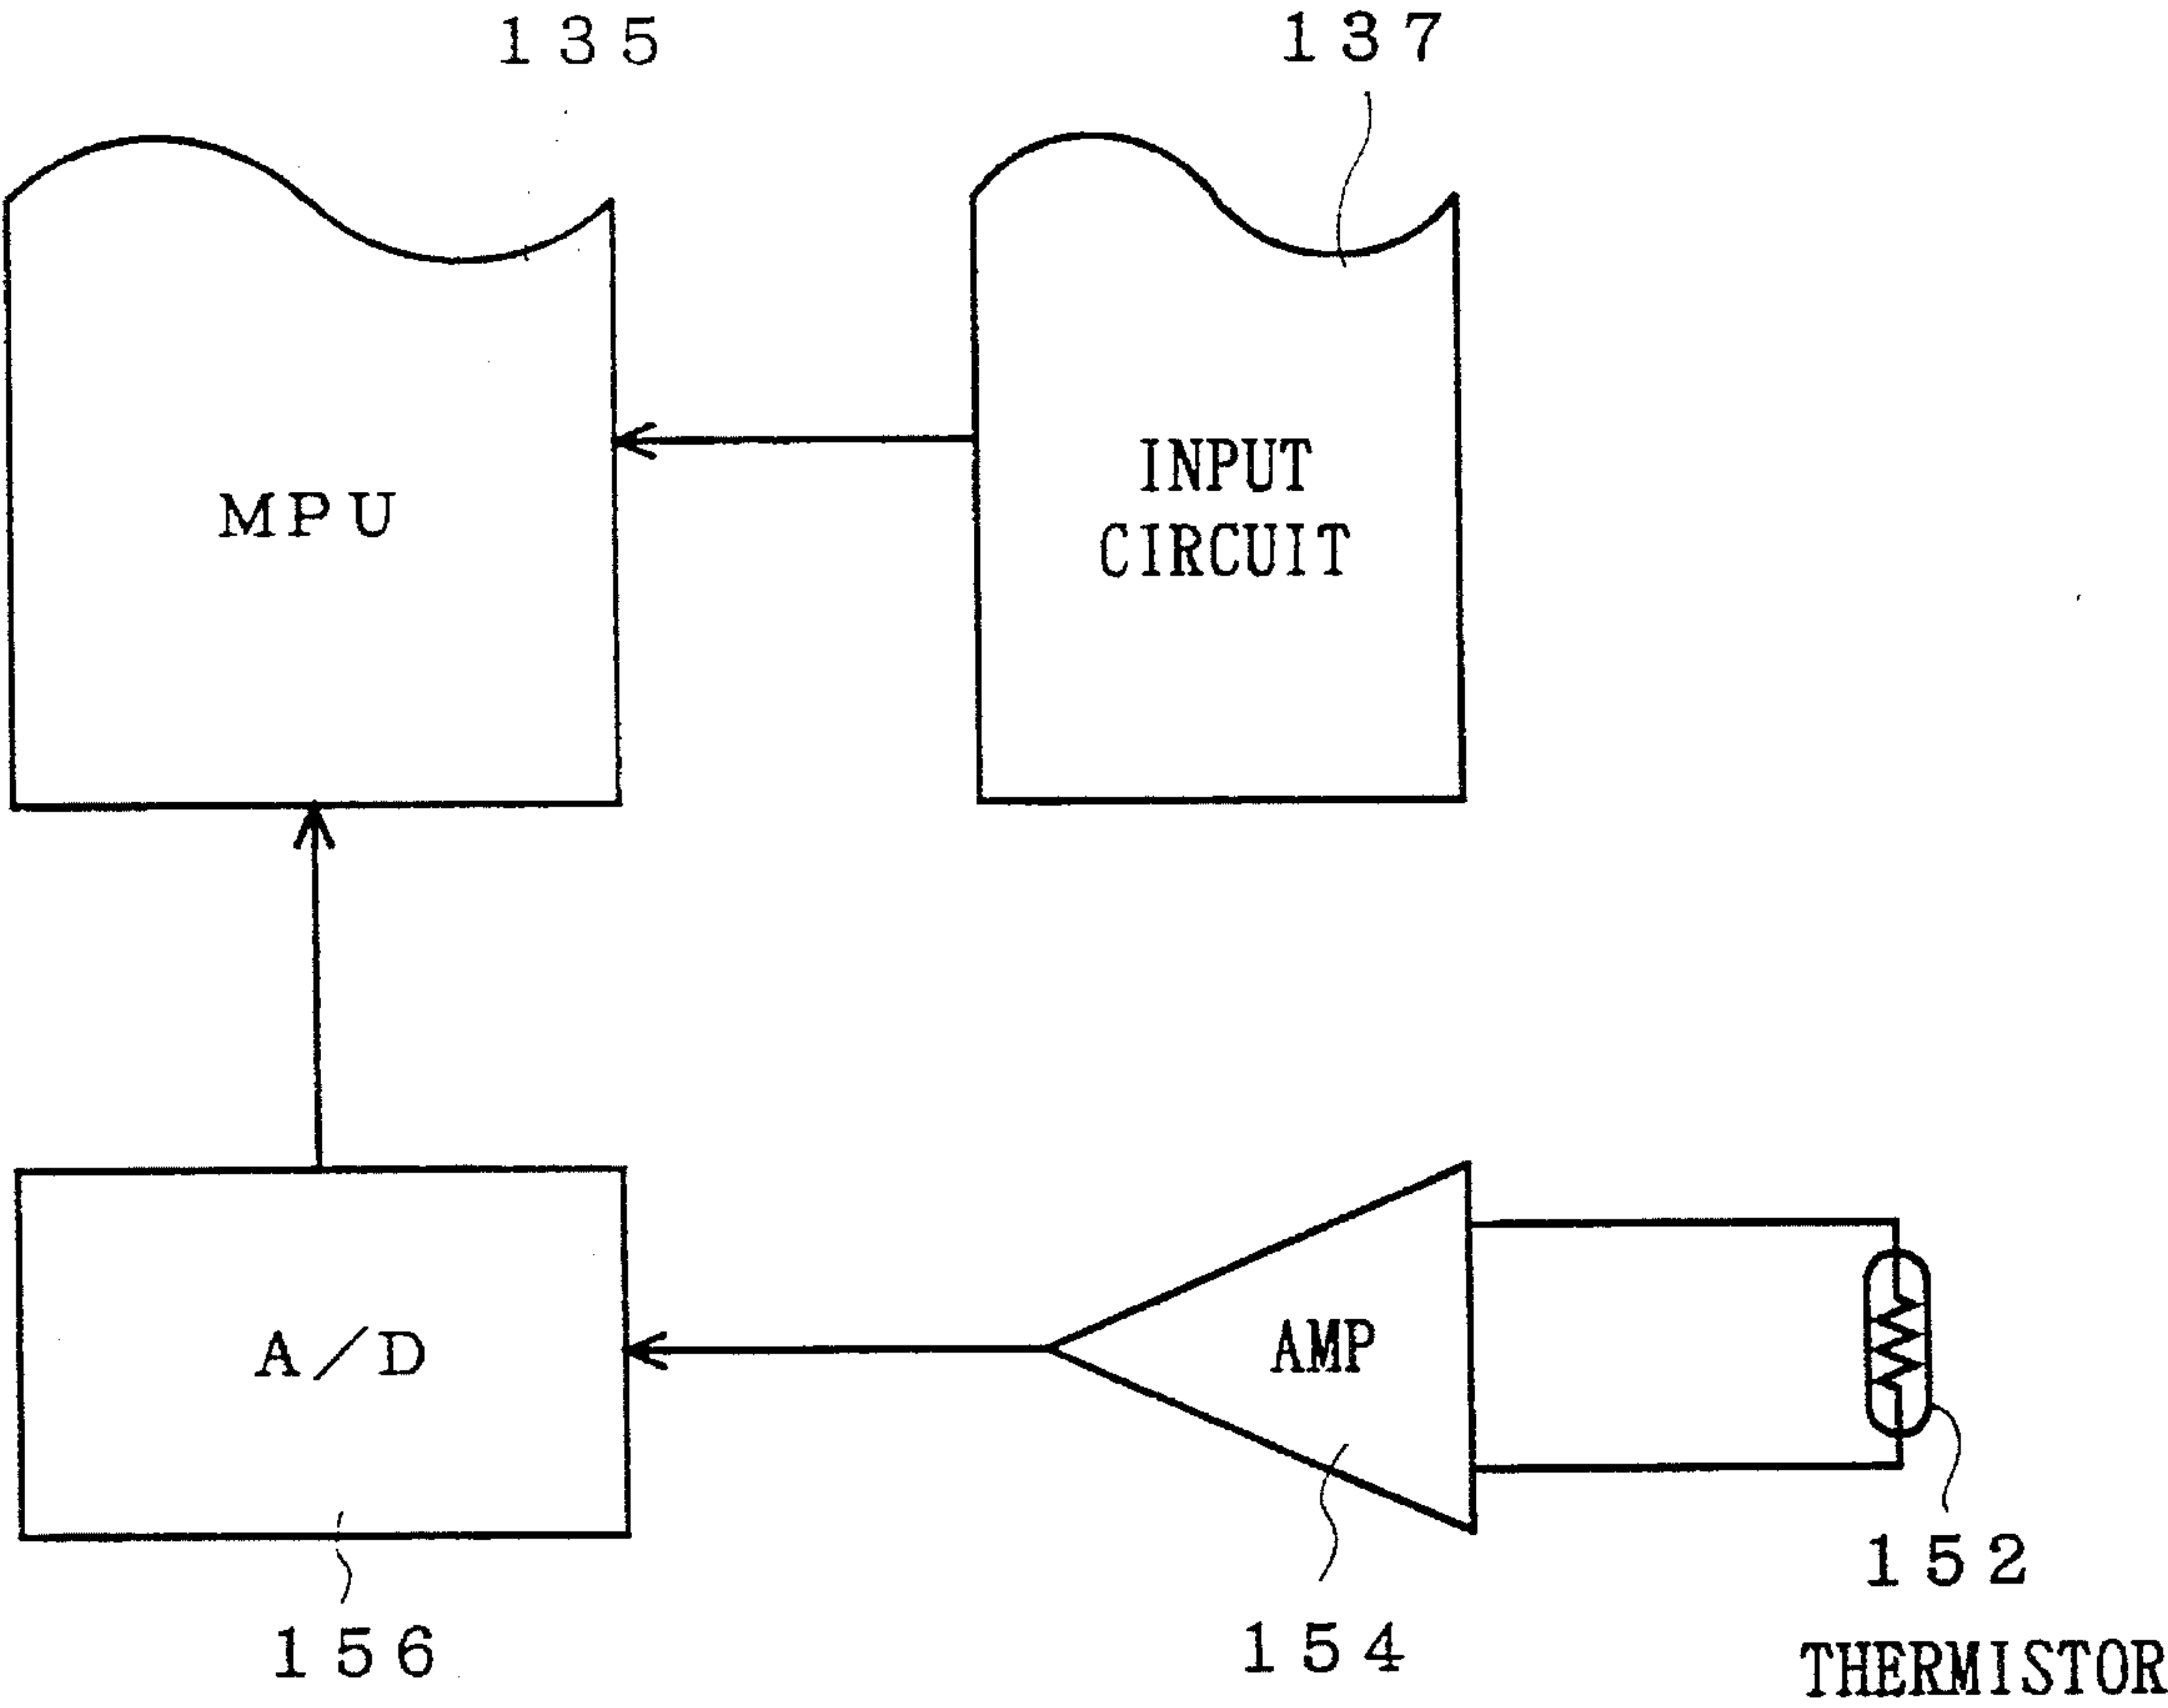 135
137
MPU
INPUT
CIRCUIT
A/D
AMP
156
154
152
THERMISTOR